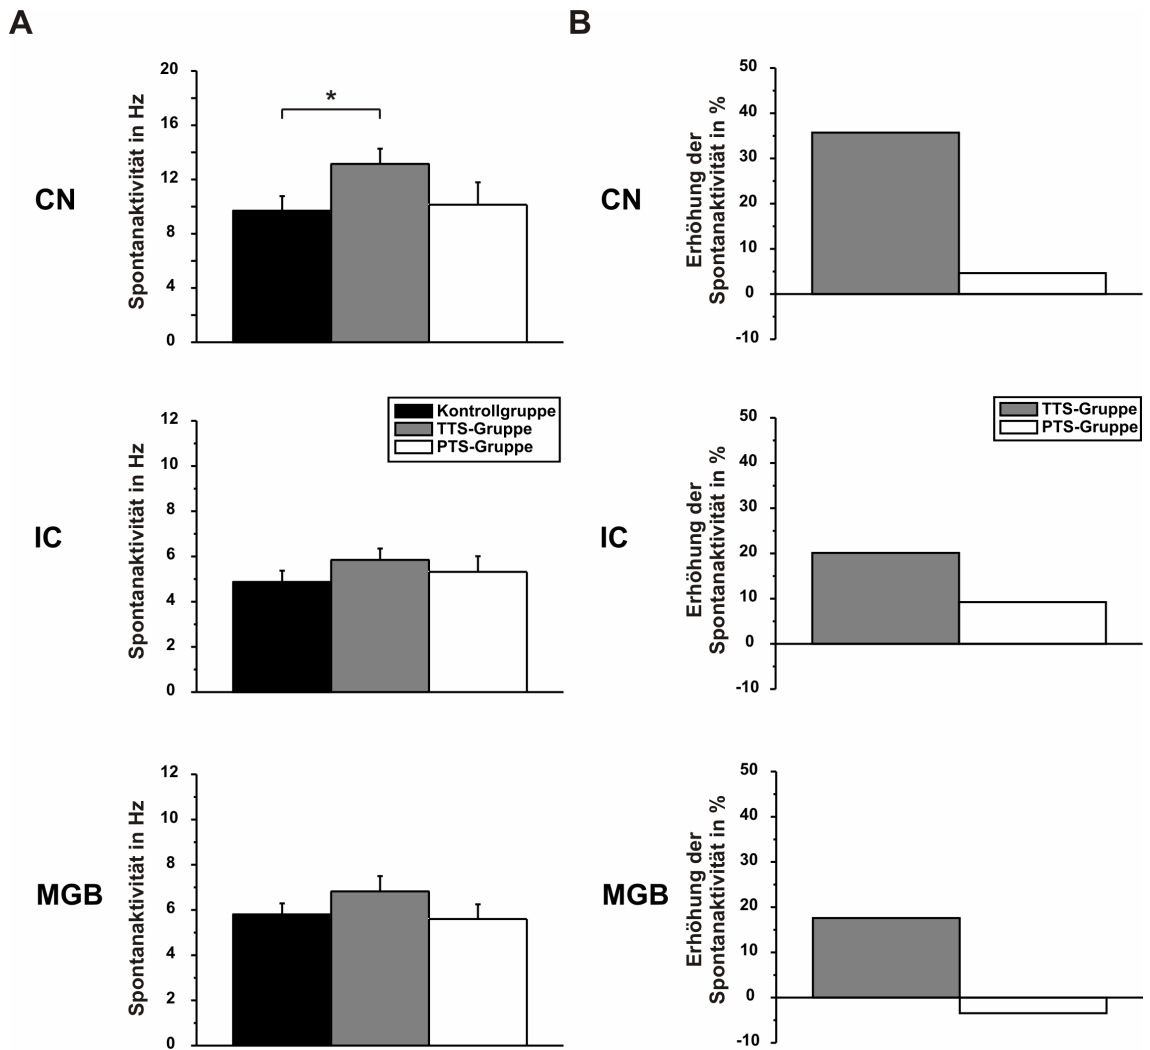 A
B
CN
Spontanaktivität in Hz
20
16
12
8
4
0
*
CN
Erhöhung der
Spontanaktivität in %
50
40
30
20
10
0
-10
IC
Spontanaktivität in Hz
12
10
8
6
4
2
0
Kontrollgruppe
TTS-Gruppe
PTS-Gruppe
IC
Erhöhung der
Spontanaktivität in %
50
40
30
20
10
0
-10
TTS-Gruppe
PTS-Gruppe
MGB
Spontanaktivität in Hz
12
10
8
6
4
2
0
MGB
Erhöhung der
Spontanaktivität in %
50
40
30
20
10
0
-10